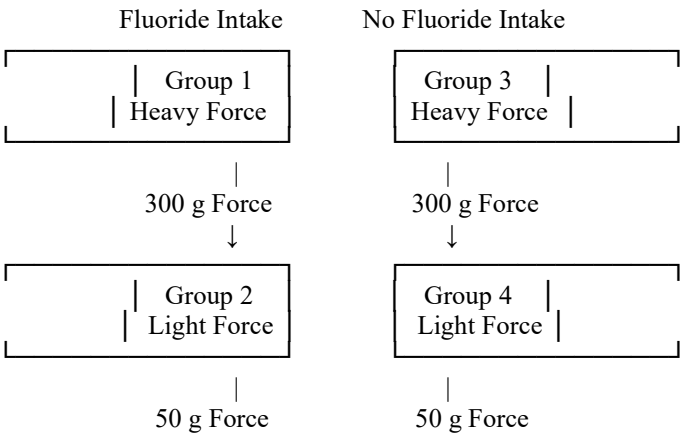 Fluoride Intake No Fluoride Intake
Group 1 Group 3
Heavy Force Heavy Force
300 g Force 300 g Force
↓ ↓
Group 2 Group 4
Light Force Light Force
50 g Force 50 g Force